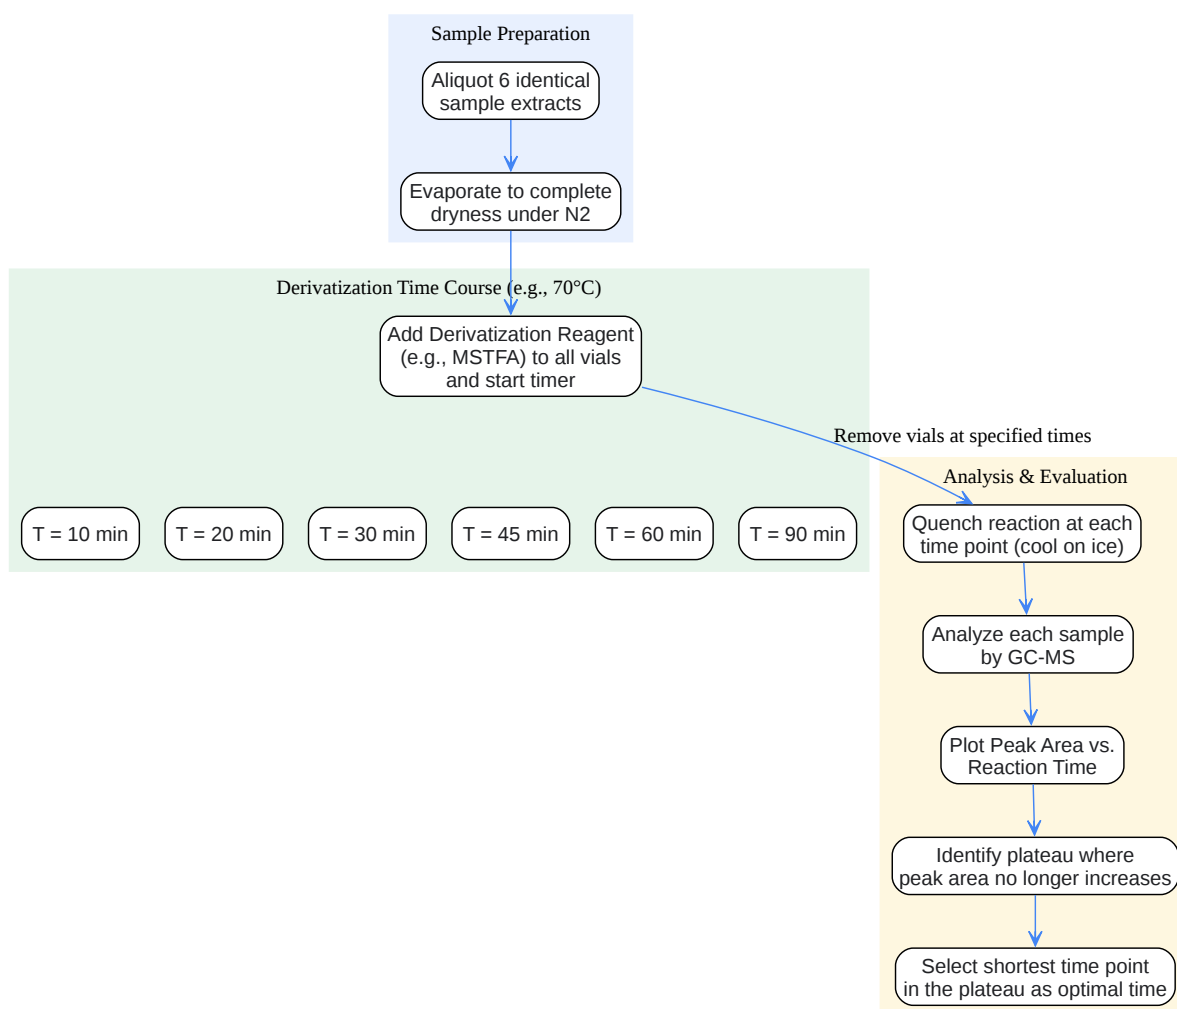 Sample Preparation
Aliquot 6 identical
sample extracts
Evaporate to complete
dryness under N2
Derivatization Time Course (e.g., 70°C)
Add Derivatization Reagent
(e.g., MSTFA) to all vials
and start timer
Remove vials at specified times
T = 10 min
T = 20 min
T = 30 min
T = 45 min
T = 60 min
T = 90 min
Analysis & Evaluation
Quench reaction at each
time point (cool on ice)
Analyze each sample
by GC-MS
Plot Peak Area vs.
Reaction Time
Identify plateau where
peak area no longer increases
Select shortest time point
in the plateau as optimal time